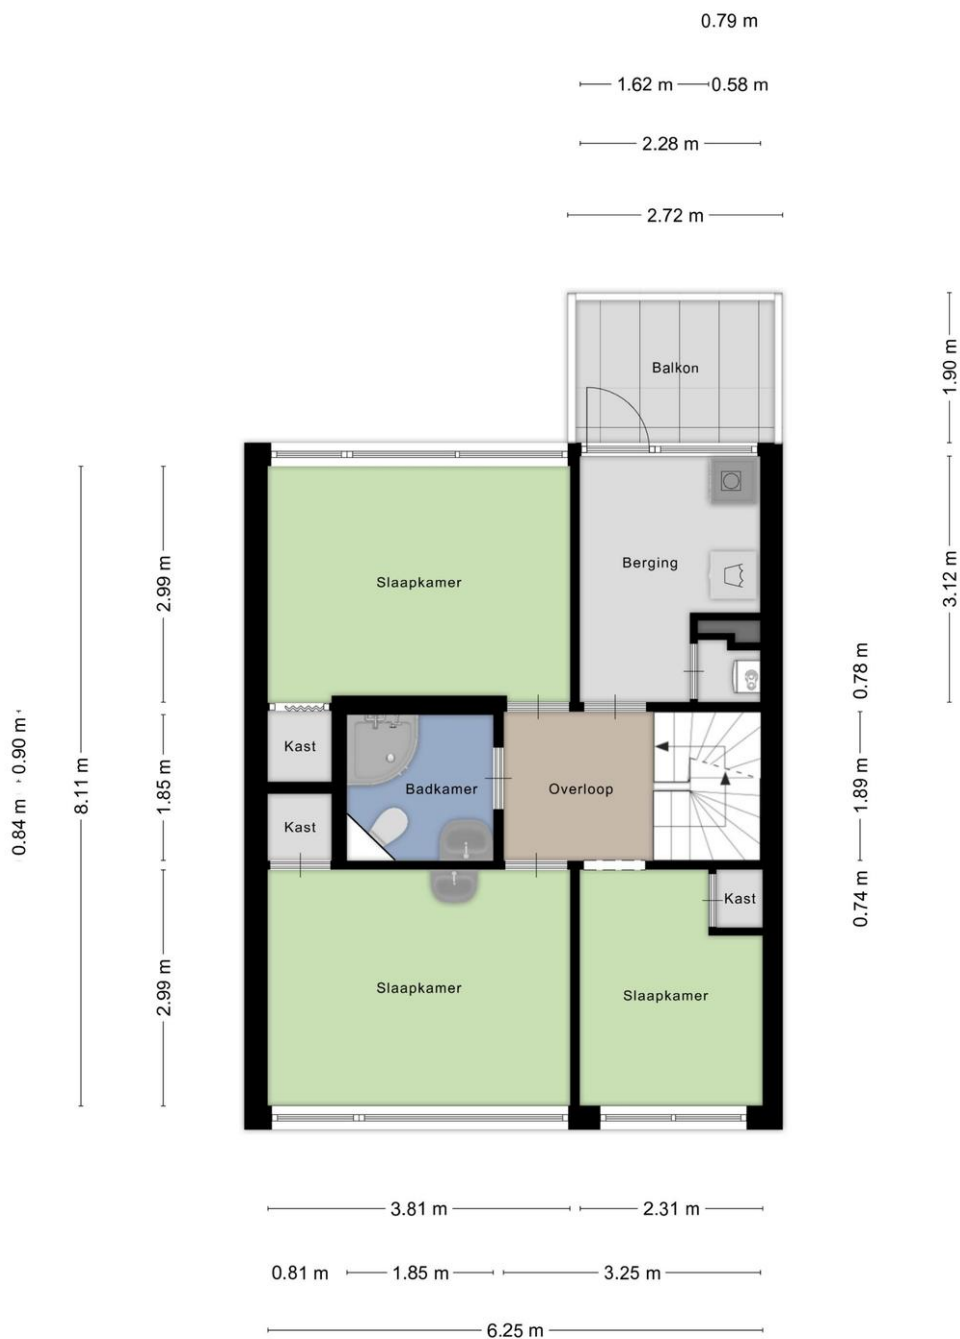 0.79 m
1.62 m
0.58 m
2.28 m
2.72 m
Balkon
1.90 m
Slaapkamer
Berging
2.99 m
3.12 m
0.78 m
Kast
Kast
Badkamer
Overloop
0.90 m
0.84 m
8.11 m
1.85 m
1.89 m
0.74 m
Kast
Slaapkamer
Slaapkamer
2.99 m
3.81 m
2.31 m
0.81 m
1.85 m
3.25 m
6.25 m